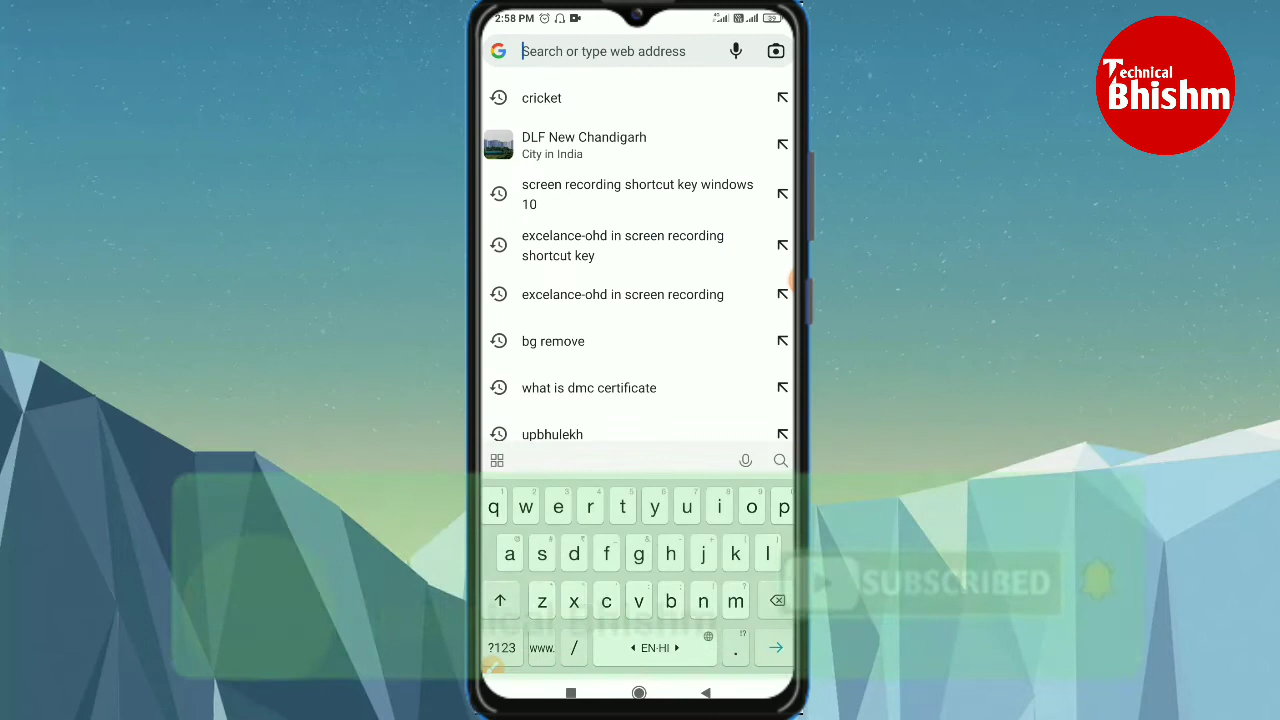 2:58 PM
39
Technical
Bhishm
Search or type web address
cricket
DLF New Chandigarh
City in India
screen recording shortcut key windows
10
excelance-ohd in screen recording
shortcut key
excelance-ohd in screen recording
bg remove
what is dmc certificate
upbhulekh
q w e r t y u i o p
a s d f g h j k l
SUBSCRIBED
z x c v b n m
?123 www. / EN·HI .